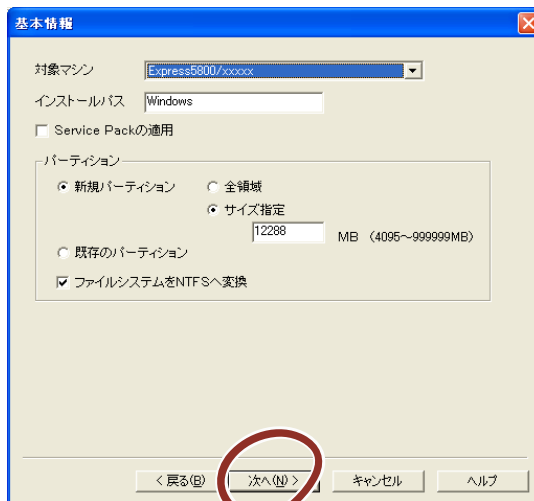 基本情報
対象マシン Express5800/xxxxx
インストールパス Windows
Service Packの適用
パーティション
新規パーティション 全領域
サイズ指定
12288 MB (4095~999999MB)
既存のパーティション
ファイルシステムをNTFSへ変換
< 戻る(B) 次へ(N) > キャンセル ヘルプ